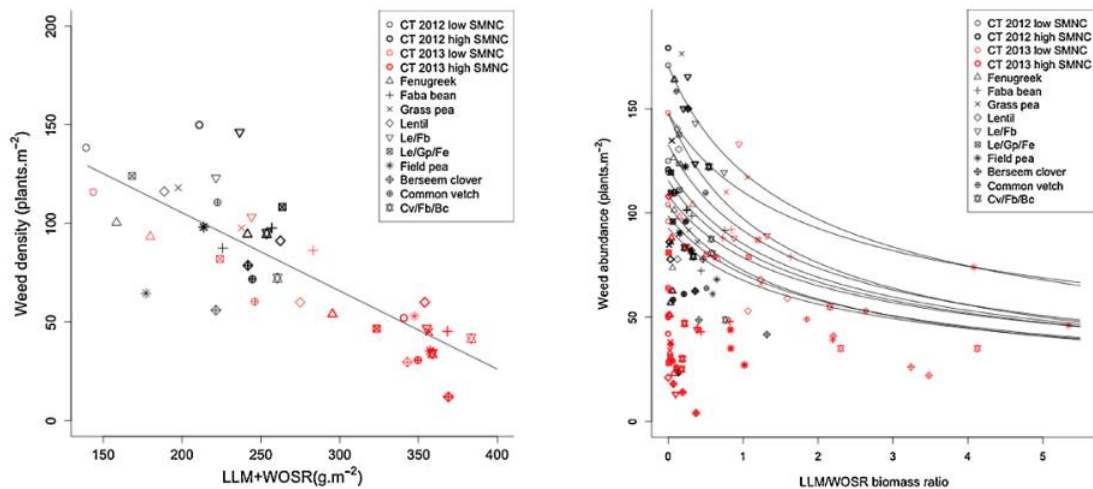 Weed density (plants.m⁻²)
0
50
100
150
200
150
200
250
300
350
400
LLM+WOSR(g.m⁻²)
CT 2012 low SMNC
CT 2012 high SMNC
CT 2013 low SMNC
CT 2013 high SMNC
Fenugreek
Faba bean
Grass pea
Lentil
Le/Fb
Le/Gp/Fe
Field pea
Berseem clover
Common vetch
Cv/Fb/Bc
Weed abundance (plants.m⁻²)
0
50
100
150
0
1
2
3
4
5
LLM/WOSR biomass ratio
CT 2012 low SMNC
CT 2012 high SMNC
CT 2013 low SMNC
CT 2013 high SMNC
Fenugreek
Faba bean
Grass pea
Lentil
Le/Fb
Le/Gp/Fe
Field pea
Berseem clover
Common vetch
Cv/Fb/Bc